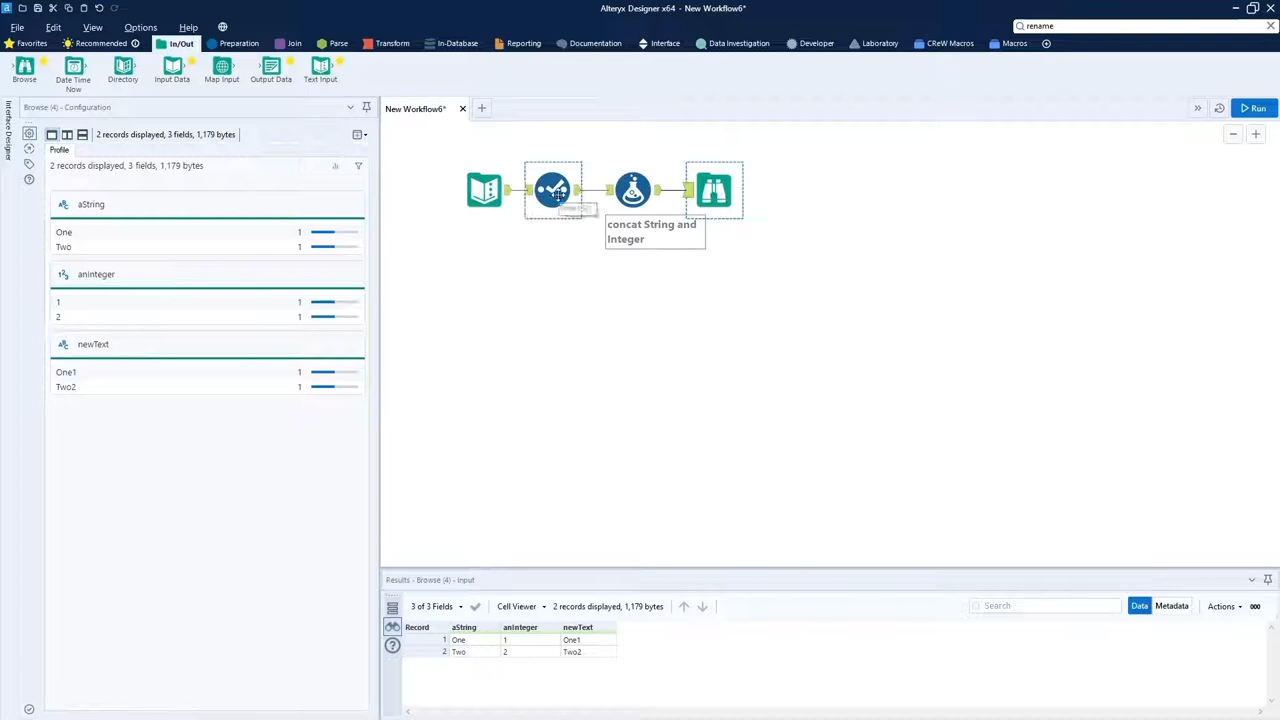 Alteryx Designer x64 - New Workflow6*
File Edit View Options Help
rename
Favorites Recommended In/Out Preparation Join Parse Transform In-Database Reporting Documentation Interface Data Investigation Developer Laboratory CReW Macros Macros
Browse Date Time Now Directory Input Data Map Input Output Data Text Input
Interface Designer
Browse (4) - Configuration
New Workflow6*
Run
2 records displayed, 3 fields, 1,179 bytes
Profile
2 records displayed, 3 fields, 1,179 bytes
aString
One 1
Two 1
anInteger
1 1
2 1
newText
One1 1
Two2 1
concat String and
Integer
Results - Browse (4) - Input
3 of 3 Fields Cell Viewer 2 records displayed, 1,179 bytes Search Data Metadata Actions 000
Record aString anInteger newText
1 One 1 One1
2 Two 2 Two2